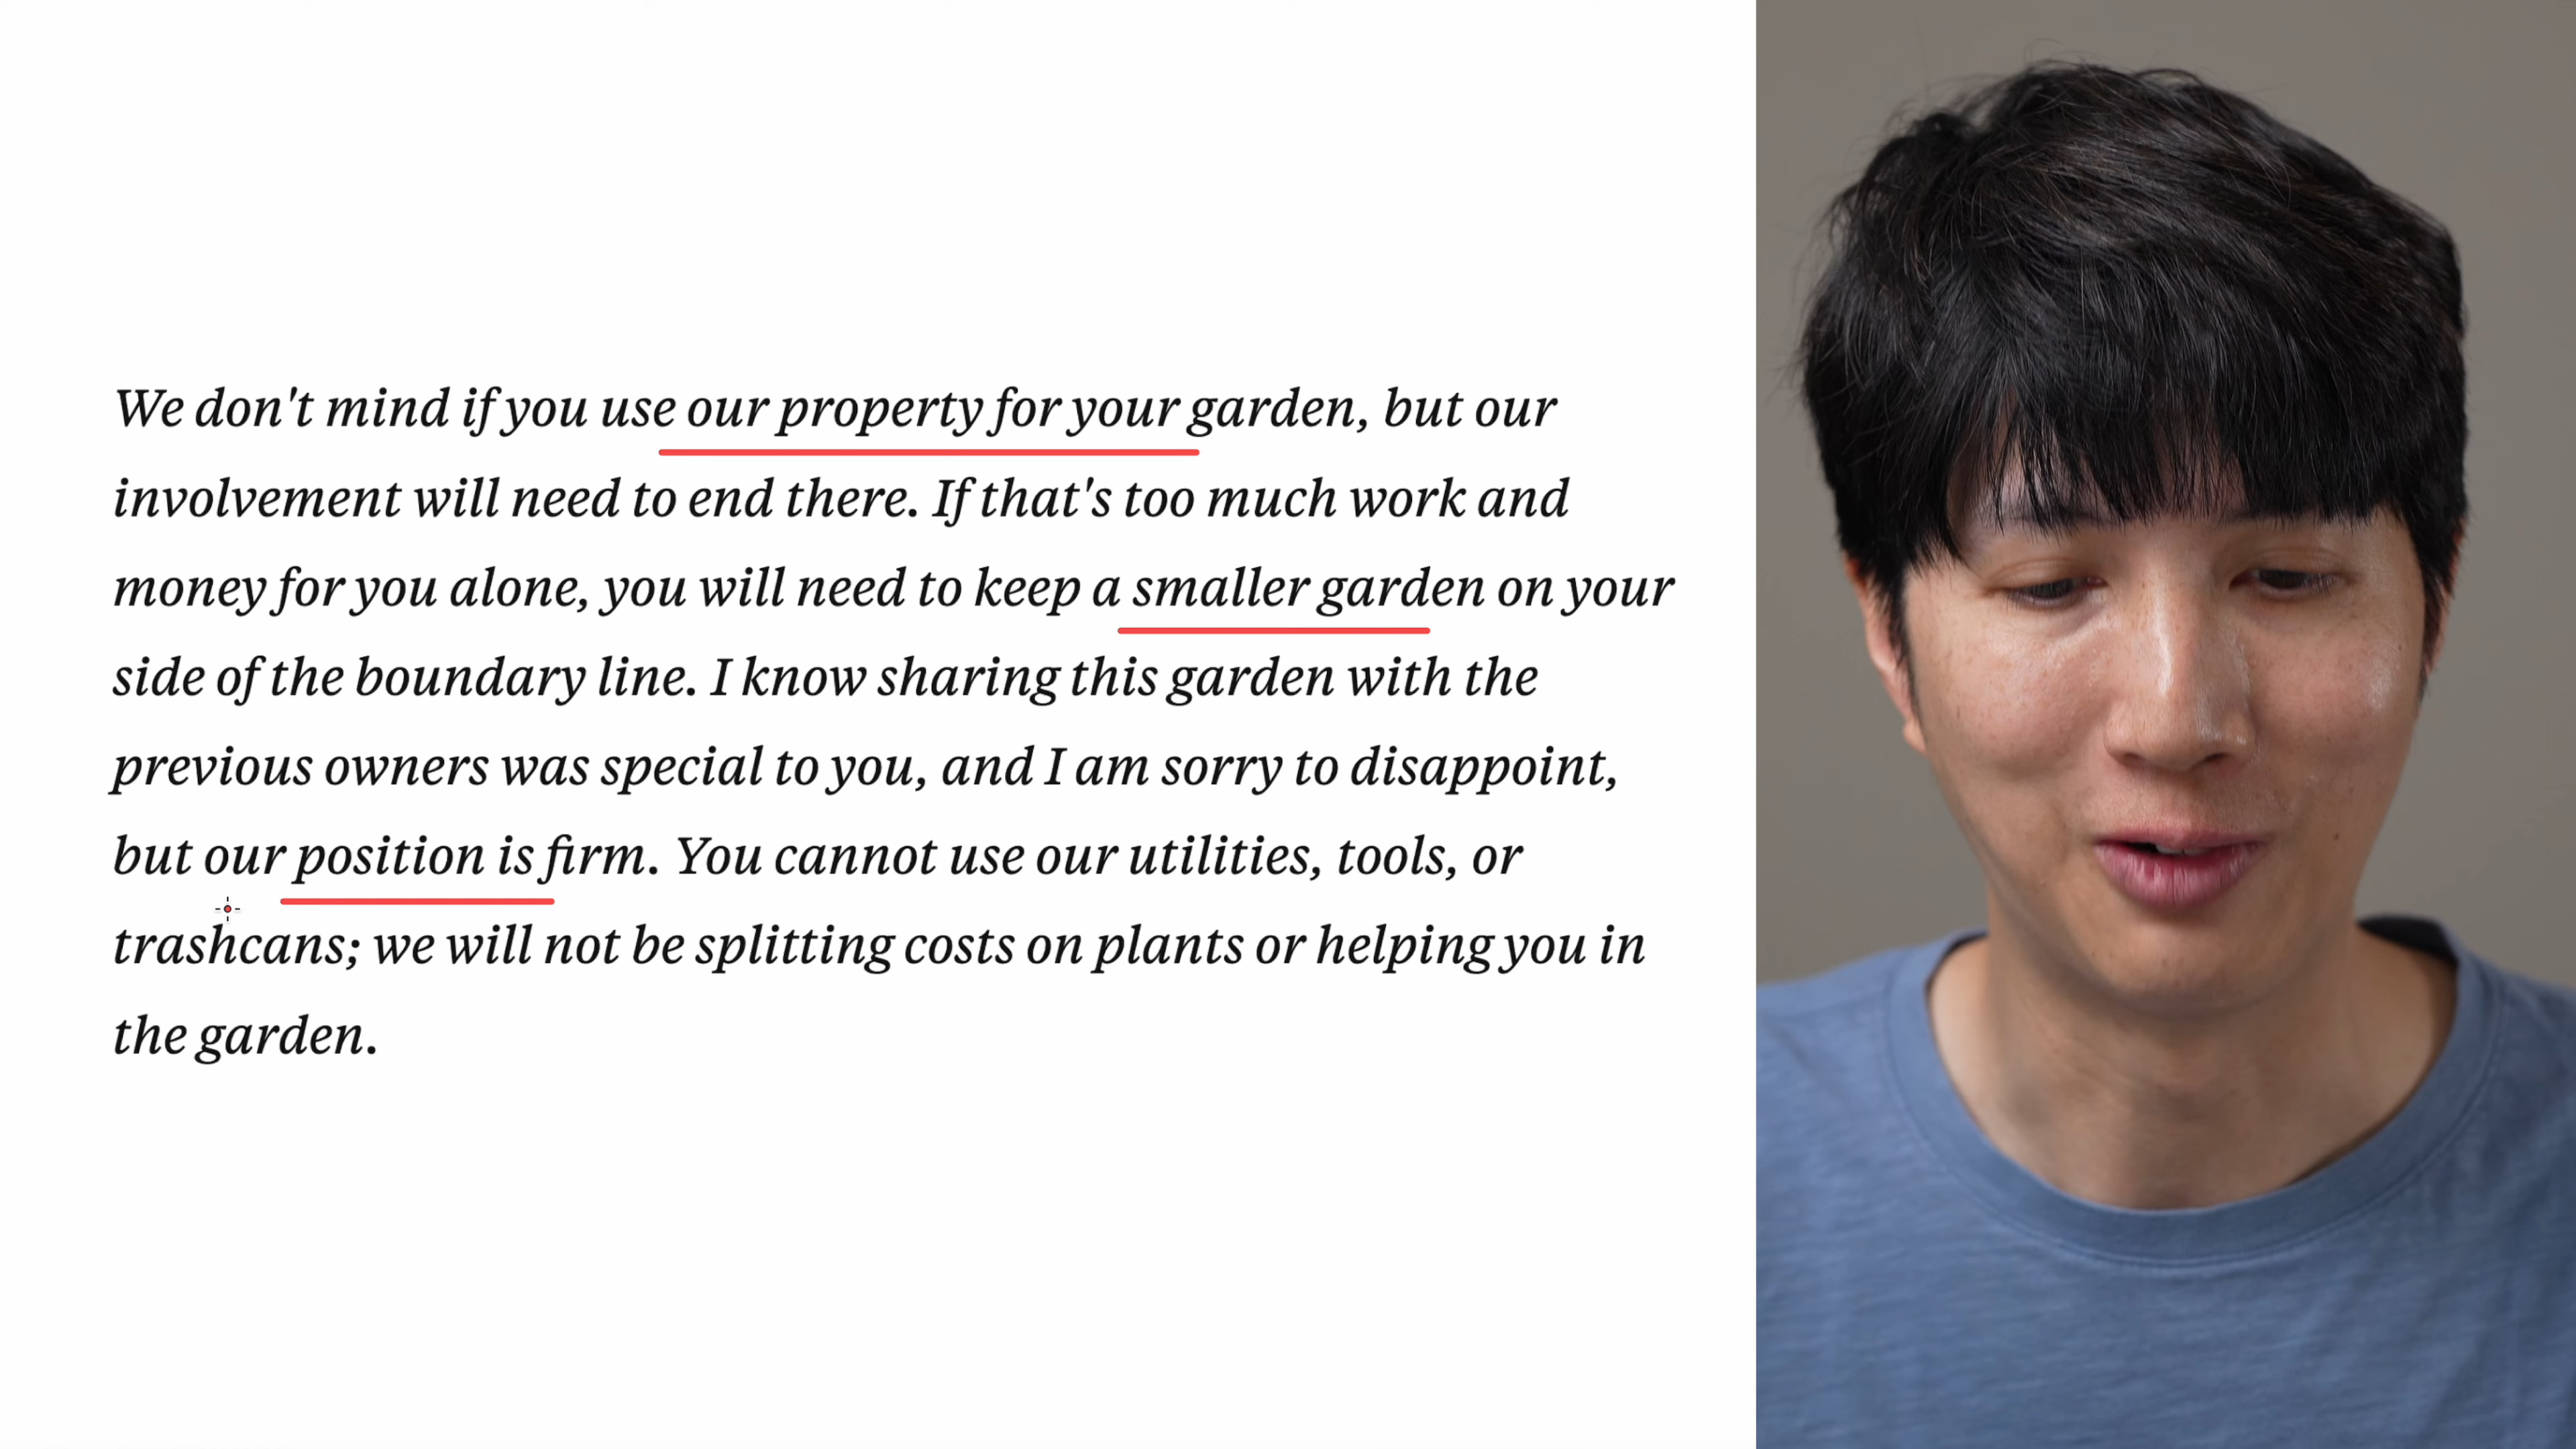 We don't mind if you use our property for your garden, but our
involvement will need to end there. If that's too much work and
money for you alone, you will need to keep a smaller garden on your
side of the boundary line. I know sharing this garden with the
previous owners was special to you, and I am sorry to disappoint,
but our position is firm. You cannot use our utilities, tools, or
trashcans; we will not be splitting costs on plants or helping you in
the garden.